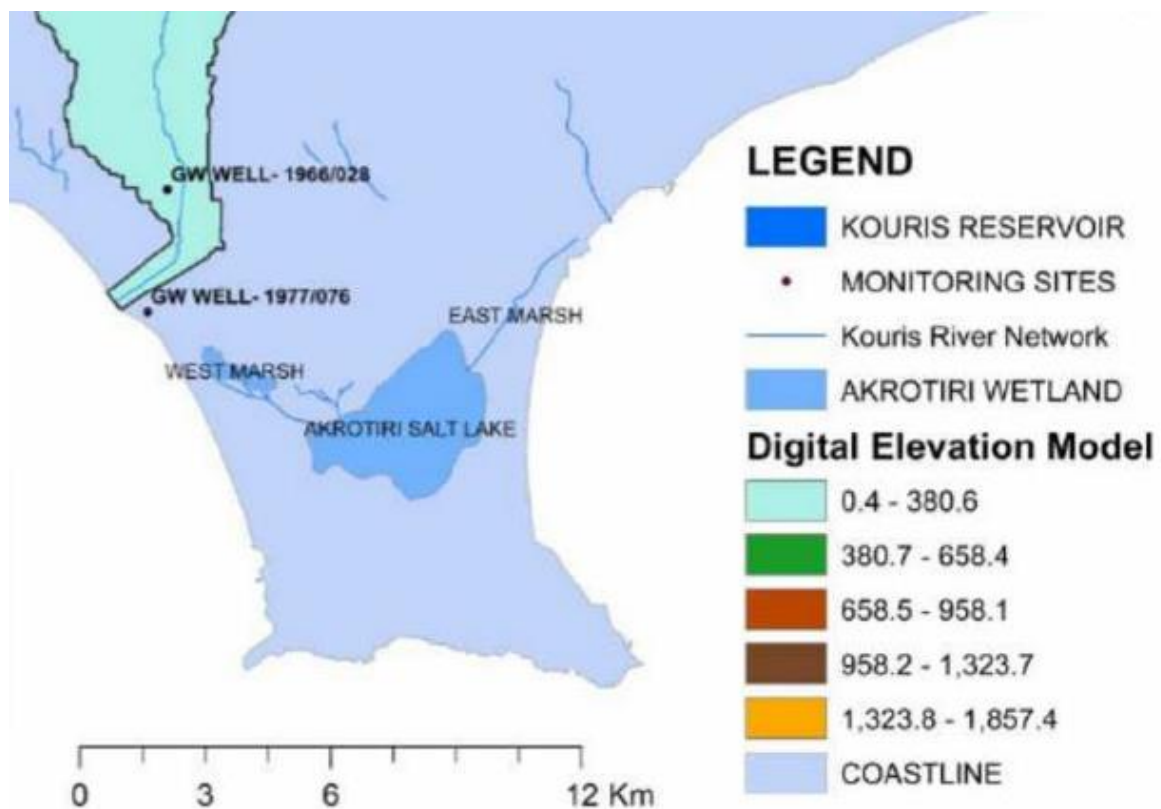 GW WELL- 1966/028
GW WELL- 1977/076
EAST MARSH
WEST MARSH
AKROTIRI SALT LAKE
0 3 6 12 Km
LEGEND
KOURIS RESERVOIR
MONITORING SITES
Kouris River Network
AKROTIRI WETLAND
Digital Elevation Model
0.4 - 380.6
380.7 - 658.4
658.5 - 958.1
958.2 - 1,323.7
1,323.8 - 1,857.4
COASTLINE